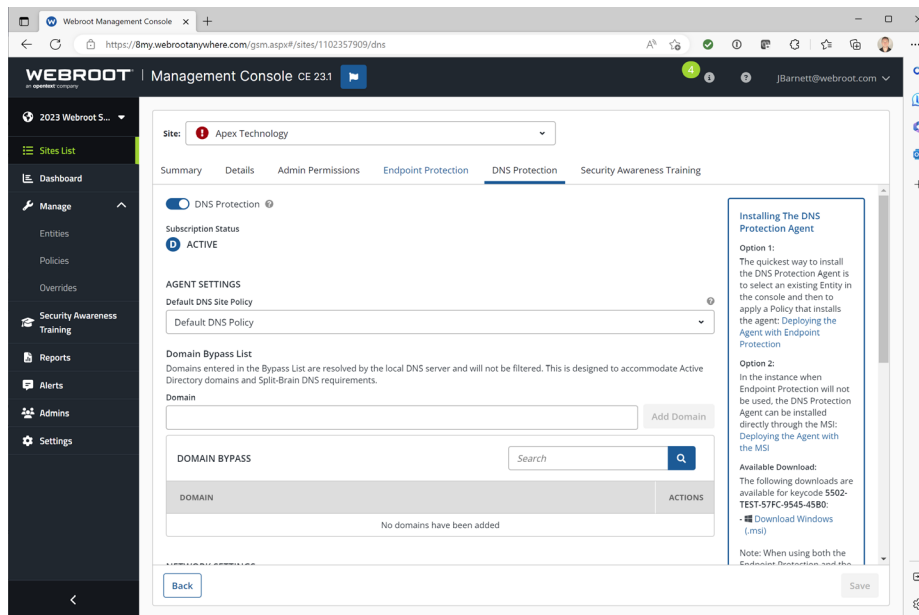 Webroot Management Console
https://8my.webrootanywhere.com/gsm.aspx#/sites/1102357909/dns
WEBROOT
an opentext company
Management Console CE 23.1
4
JBarnett@webroot.com
2023 Webroot S...
Sites List
Dashboard
Manage
Entities
Policies
Overrides
Security Awareness
Training
Reports
Alerts
Admins
Settings
Site:
Apex Technology
Summary
Details
Admin Permissions
Endpoint Protection
DNS Protection
Security Awareness Training
DNS Protection
Subscription Status
D ACTIVE
AGENT SETTINGS
Default DNS Site Policy
Default DNS Policy
Domain Bypass List
Domains entered in the Bypass List are resolved by the local DNS server and will not be filtered. This is designed to accommodate Active
Directory domains and Split-Brain DNS requirements.
Domain
Add Domain
DOMAIN BYPASS
Search
DOMAIN
ACTIONS
No domains have been added
NETWORK SETTINGS
Back
Save
Installing The DNS
Protection Agent
Option 1:
The quickest way to install
the DNS Protection Agent is
to select an existing Entity in
the console and then to
apply a Policy that installs
the agent: Deploying the
Agent with Endpoint
Protection
Option 2:
In the instance when
Endpoint Protection will not
be used, the DNS Protection
Agent can be installed
directly through the MSI:
Deploying the Agent with
the MSI
Available Download:
The following downloads are
available for keycode 5502-
TEST-57FC-9545-45B0:
- Download Windows
(.msi)
Note: When using both the
Endpoint Protection and the